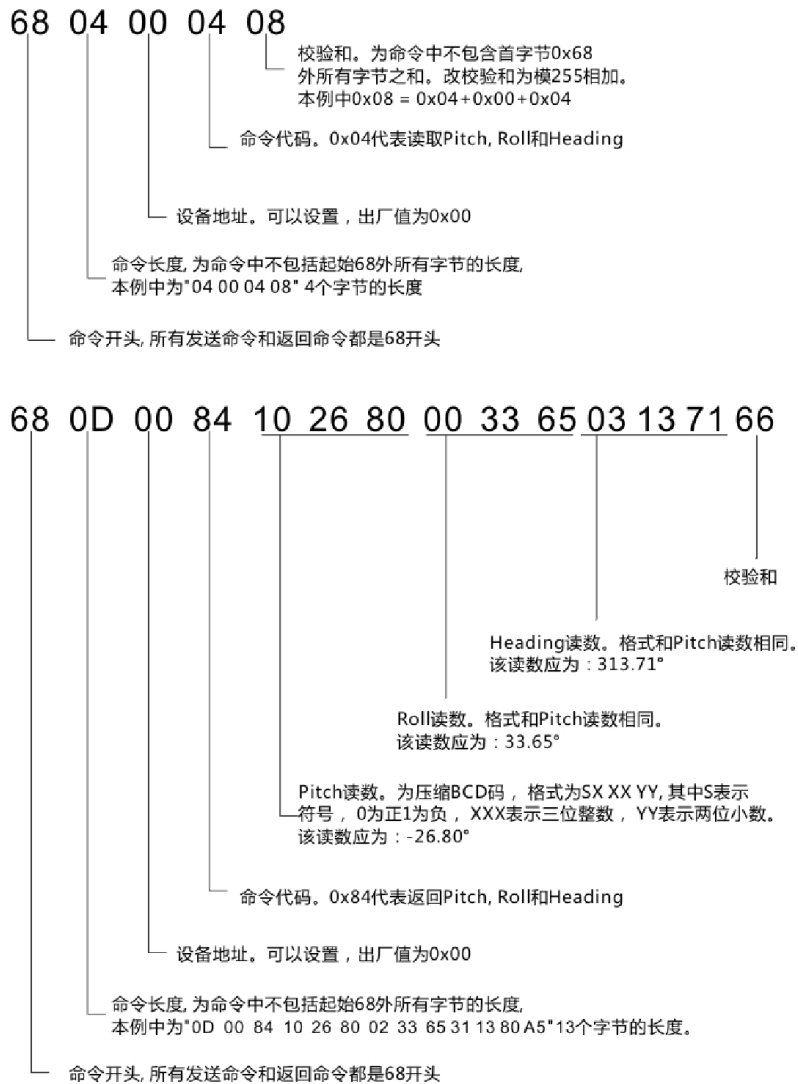 68 04 00 04 08
校验和。为命令中不包含首字节0x68
外所有字节之和。改校验和为模255相加。
本例中0x08 = 0x04+0x00+0x04
命令代码。0x04代表读取Pitch, Roll和Heading
设备地址。可以设置，出厂值为0x00
命令长度, 为命令中不包括起始68外所有字节的长度,
本例中为"04 00 04 08" 4个字节的长度
命令开头, 所有发送命令和返回命令都是68开头
68 0D 00 84 10 26 80 00 33 65 03 13 71 66
校验和
Heading读数。格式和Pitch读数相同。
该读数应为：313.71°
Roll读数。格式和Pitch读数相同。
该读数应为：33.65°
Pitch读数。为压缩BCD码，格式为SX XX YY, 其中S表示
符号，0为正1为负，XXX表示三位整数，YY表示两位小数。
该读数应为：-26.80°
命令代码。0x84代表返回Pitch, Roll和Heading
设备地址。可以设置，出厂值为0x00
命令长度, 为命令中不包括起始68外所有字节的长度,
本例中为"0D 00 84 10 26 80 02 33 65 31 13 80 A5"13个字节的长度。
命令开头, 所有发送命令和返回命令都是68开头